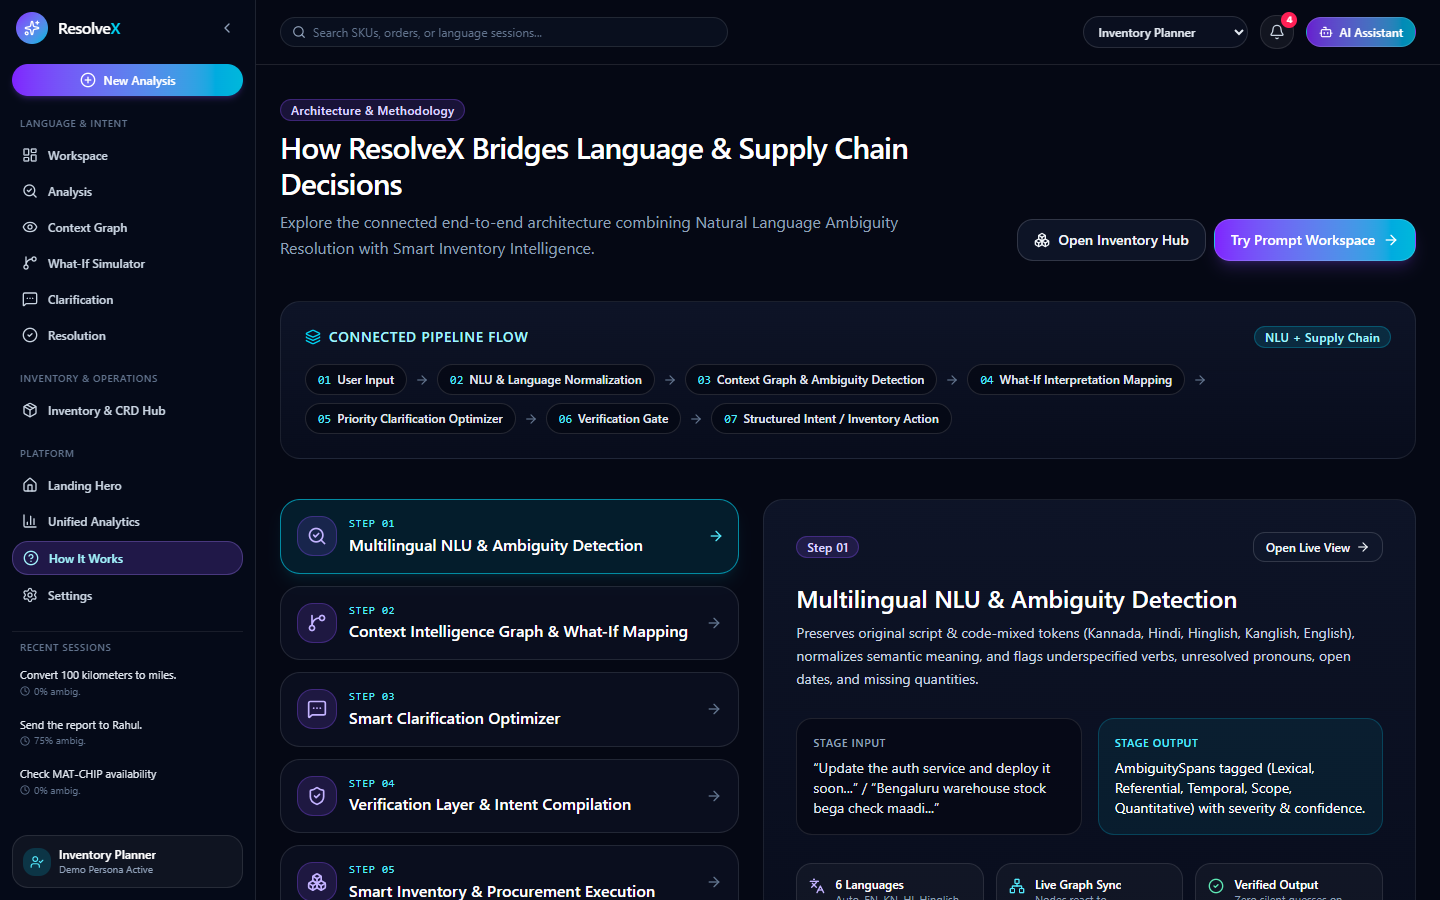 ResolveX
New Analysis
LANGUAGE & INTENT
Workspace
Analysis
Context Graph
What-If Simulator
Clarification
Resolution
INVENTORY & OPERATIONS
Inventory & CRD Hub
PLATFORM
Landing Hero
Unified Analytics
How It Works
Settings
RECENT SESSIONS
Convert 100 kilometers to miles.
0% ambig.
Send the report to Rahul.
75% ambig.
Check MAT-CHIP availability
0% ambig.
Inventory Planner
Demo Persona Active
Search SKUs, orders, or language sessions...
Inventory Planner
4
AI Assistant
Architecture & Methodology
How ResolveX Bridges Language & Supply Chain
Decisions
Explore the connected end-to-end architecture combining Natural Language Ambiguity
Resolution with Smart Inventory Intelligence.
Open Inventory Hub
Try Prompt Workspace
CONNECTED PIPELINE FLOW
NLU + Supply Chain
01 User Input
02 NLU & Language Normalization
03 Context Graph & Ambiguity Detection
04 What-If Interpretation Mapping
05 Priority Clarification Optimizer
06 Verification Gate
07 Structured Intent / Inventory Action
STEP 01
Multilingual NLU & Ambiguity Detection
STEP 02
Context Intelligence Graph & What-If Mapping
STEP 03
Smart Clarification Optimizer
STEP 04
Verification Layer & Intent Compilation
STEP 05
Smart Inventory & Procurement Execution
Step 01
Open Live View
Multilingual NLU & Ambiguity Detection
Preserves original script & code-mixed tokens (Kannada, Hindi, Hinglish, Kanglish, English),
normalizes semantic meaning, and flags underspecified verbs, unresolved pronouns, open
dates, and missing quantities.
STAGE INPUT
“Update the auth service and deploy it
soon...” / “Bengaluru warehouse stock
bega check maadi...”
STAGE OUTPUT
AmbiguitySpans tagged (Lexical,
Referential, Temporal, Scope,
Quantitative) with severity & confidence.
6 Languages
Auto, EN, KN, HI, Hinglish,
Live Graph Sync
Nodes react to
Verified Output
Zero silent guesses on